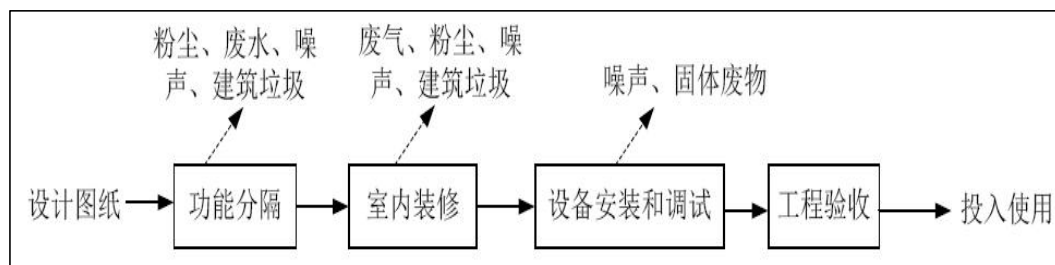 粉尘、废水、噪
声、建筑垃圾
废气、粉尘、噪
声、建筑垃圾
噪声、固体废物
设计图纸
功能分隔
室内装修
设备安装和调试
工程验收
投入使用